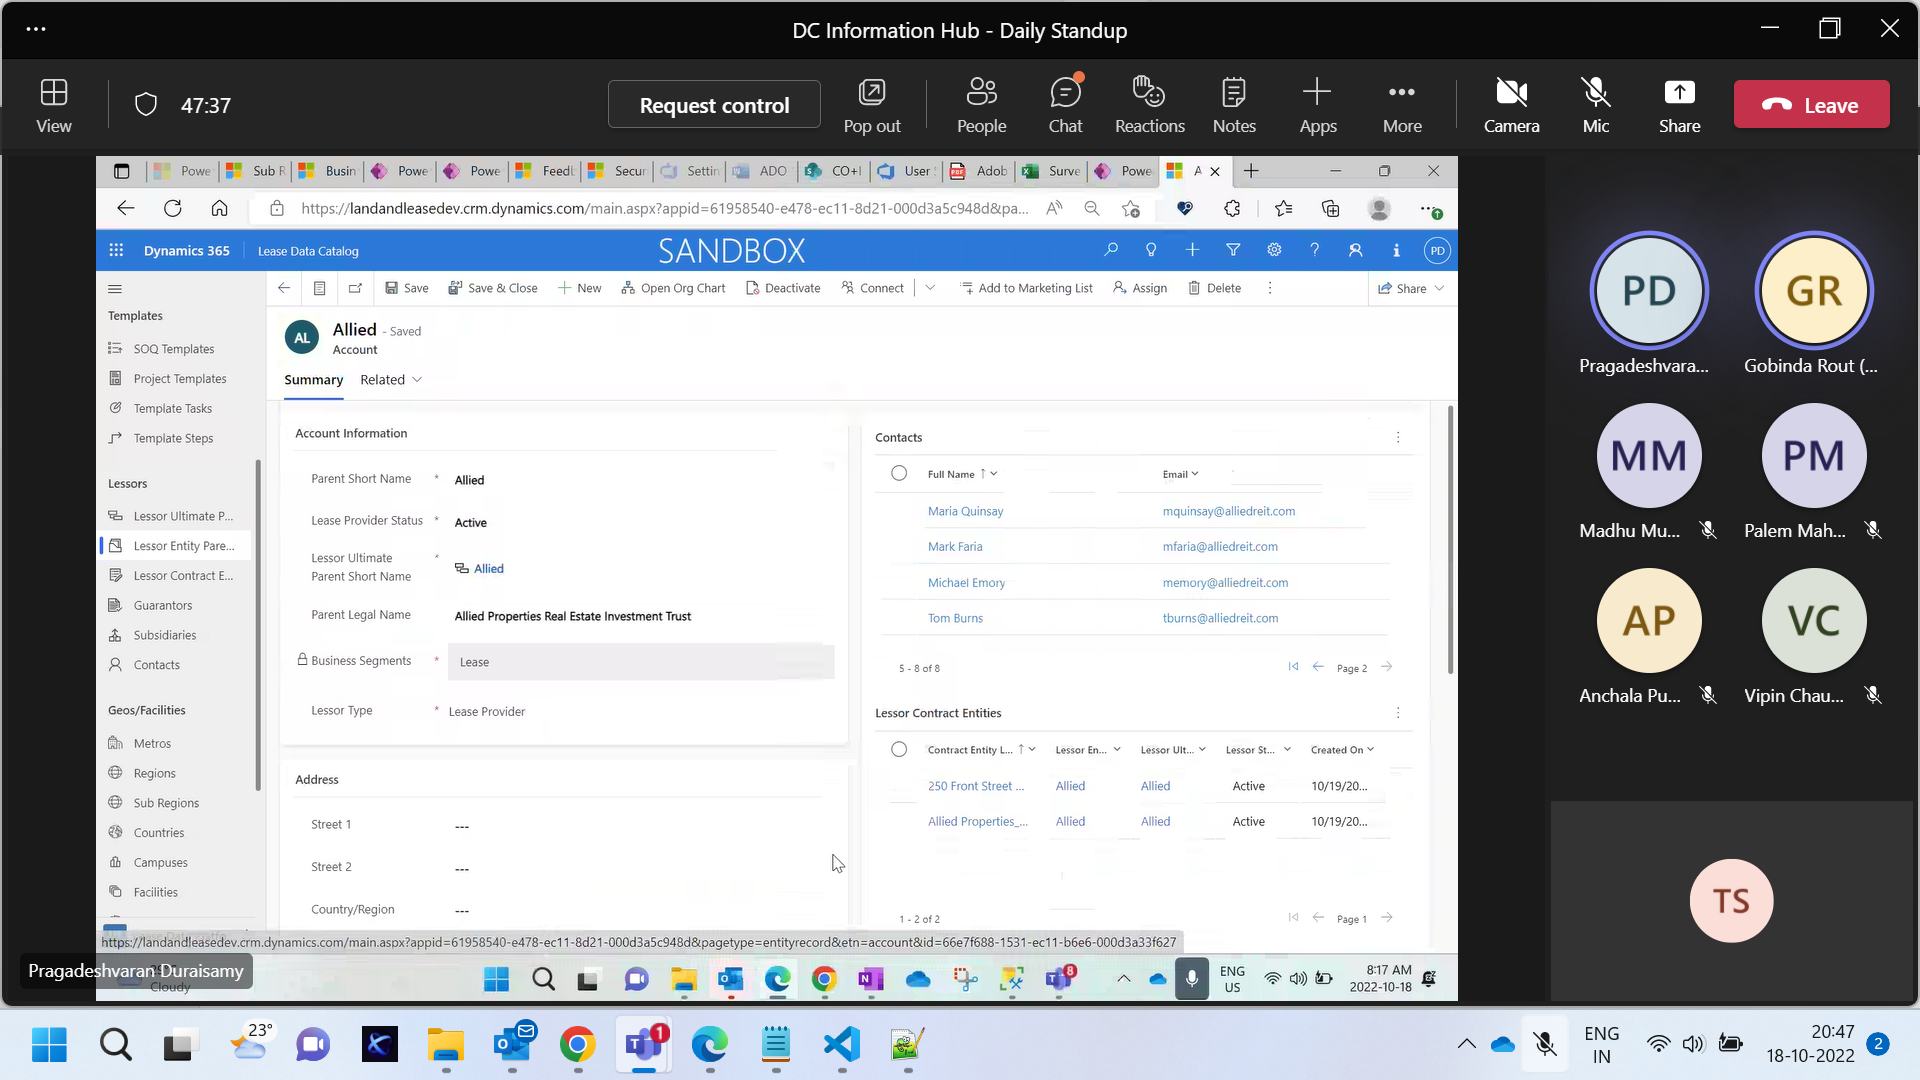 DC Information Hub - Daily Standup
View
47:37
Request control
Pop out
People
Chat
Reactions
Notes
Apps
More
Camera
Mic
Share
Leave
Powe
Sub R
Busin
Powe
Powe
Feedb
Secur
Settin
ADO
CO+I
User
Adob
Surve
Powe
A
https://landandleasedev.crm.dynamics.com/main.aspx?appid=61958540-e478-ec11-8d21-000d3a5c948d&pa...
Dynamics 365
Lease Data Catalog
SANDBOX
PD
Save
Save & Close
New
Open Org Chart
Deactivate
Connect
Add to Marketing List
Assign
Delete
Share
Templates
SOQ Templates
Project Templates
Template Tasks
Template Steps
Lessors
Lessor Ultimate P...
Lessor Entity Pare...
Lessor Contract E...
Guarantors
Subsidiaries
Contacts
Geos/Facilities
Metros
Regions
Sub Regions
Countries
Campuses
Facilities
AL
Allied - Saved
Account
Summary
Related
Account Information
Parent Short Name * Allied
Lease Provider Status * Active
Lessor Ultimate
Parent Short Name * Allied
Parent Legal Name Allied Properties Real Estate Investment Trust
Business Segments * Lease
Lessor Type * Lease Provider
Address
Street 1 ---
Street 2 ---
Country/Region ---
Contacts
Full Name ↑ Email
Maria Quinsay mquinsay@alliedreit.com
Mark Faria mfaria@alliedreit.com
Michael Emory memory@alliedreit.com
Tom Burns tburns@alliedreit.com
5 - 8 of 8
Page 2
Lessor Contract Entities
Contract Entity L... ↑ Lessor En... Lessor Ult... Lessor St... Created On
250 Front Street ... Allied Allied Active 10/19/20...
Allied Properties_... Allied Allied Active 10/19/20...
1 - 2 of 2
Page 1
https://landandleasedev.crm.dynamics.com/main.aspx?appid=61958540-e478-ec11-8d21-000d3a5c948d&pagetype=entityrecord&etn=account&id=66e7f688-1531-ec11-b6e6-000d3a33f627
Pragadeshvaran Duraisamy
Cloudy
8
ENG
US
8:17 AM
2022-10-18
PD
Pragadeshvara...
GR
Gobinda Rout (...
MM
Madhu Mu...
PM
Palem Mah...
AP
Anchala Pu...
VC
Vipin Chau...
TS
23°
1
ENG
IN
20:47
18-10-2022
2